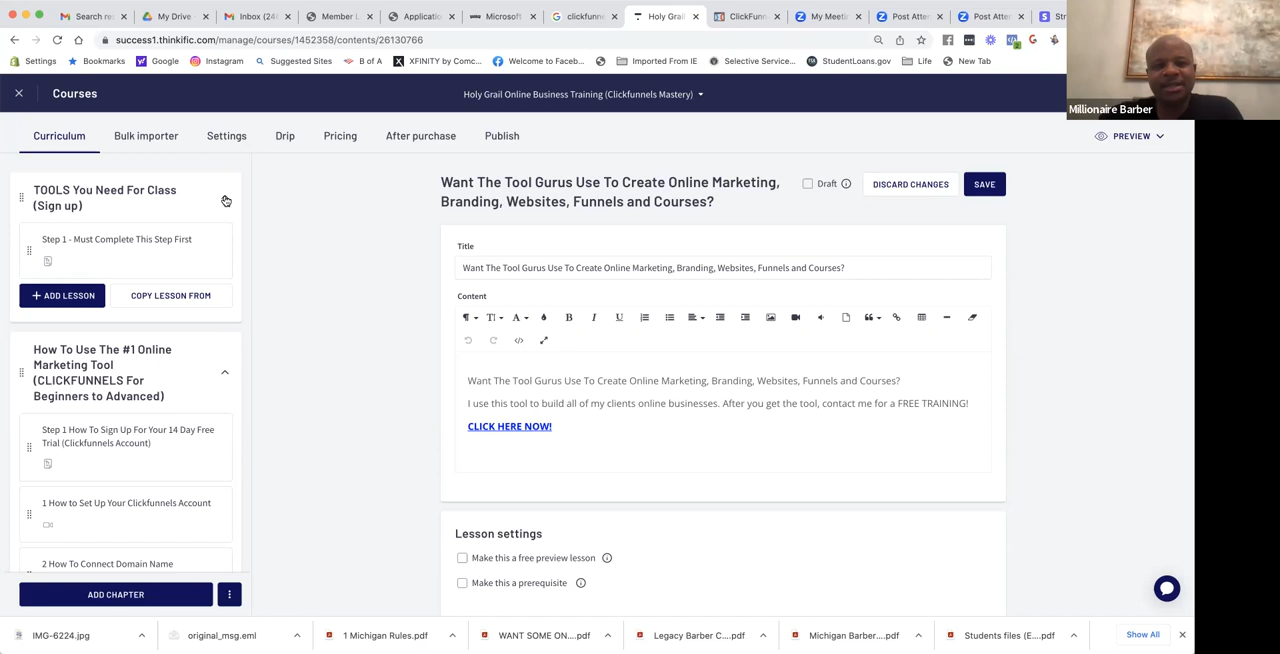 Search re:
My Drive
Inbox (24
Member L
Applicatio
Microsoft
clickfunne
Holy Grail
ClickFunn
My Meeti
Post Atter
Post Atter
Str
success1.thinkific.com/manage/courses/1452358/contents/26130766
Settings
Bookmarks
Google
Instagram
Suggested Sites
B of A
XFINITY by Comc...
Welcome to Faceb...
Imported From IE
Selective Service...
StudentLoans.gov
Life
New Tab
Millionaire Barber
Courses
Holy Grail Online Business Training (Clickfunnels Mastery)
Curriculum
Bulk importer
Settings
Drip
Pricing
After purchase
Publish
PREVIEW
TOOLS You Need For Class
(Sign up)
Step 1 - Must Complete This Step First
+ ADD LESSON
COPY LESSON FROM
How To Use The #1 Online
Marketing Tool
(CLICKFUNNELS For
Beginners to Advanced)
Step 1 How To Sign Up For Your 14 Day Free
Trial (Clickfunnels Account)
1 How to Set Up Your Clickfunnels Account
2 How To Connect Domain Name
ADD CHAPTER
Want The Tool Gurus Use To Create Online Marketing,
Branding, Websites, Funnels and Courses?
Draft
DISCARD CHANGES
SAVE
Title
Want The Tool Gurus Use To Create Online Marketing, Branding, Websites, Funnels and Courses?
Content
Want The Tool Gurus Use To Create Online Marketing, Branding, Websites, Funnels and Courses?
I use this tool to build all of my clients online businesses. After you get the tool, contact me for a FREE TRAINING!
CLICK HERE NOW!
Lesson settings
Make this a free preview lesson
Make this a prerequisite
IMG-6224.jpg
original_msg.eml
1 Michigan Rules.pdf
WANT SOME ON....pdf
Legacy Barber C....pdf
Michigan Barber....pdf
Students files (E....pdf
Show All